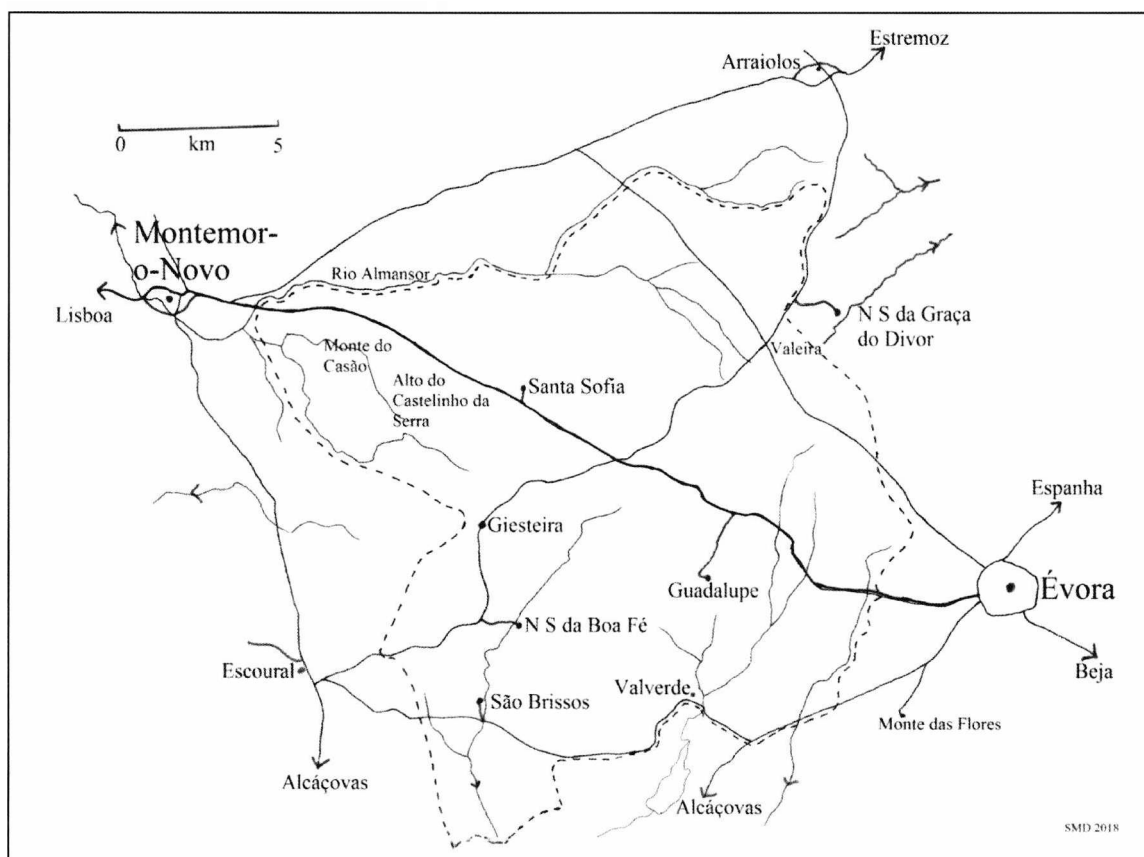 Estremoz
Arraiolos
0 km 5
Montemor-
o-Novo
Rio Almansor
Lisboa
N S da Graça
do Divor
Valeira
Monte do
Casão
Santa Sofia
Alto do
Castelinho da
Serra
Espanha
Giesteira
Guadalupe
Évora
N S da Boa Fé
Escoural
Beja
Valverde
São Brissos
Monte das Flores
Alcáçovas
Alcáçovas
SMD 2018